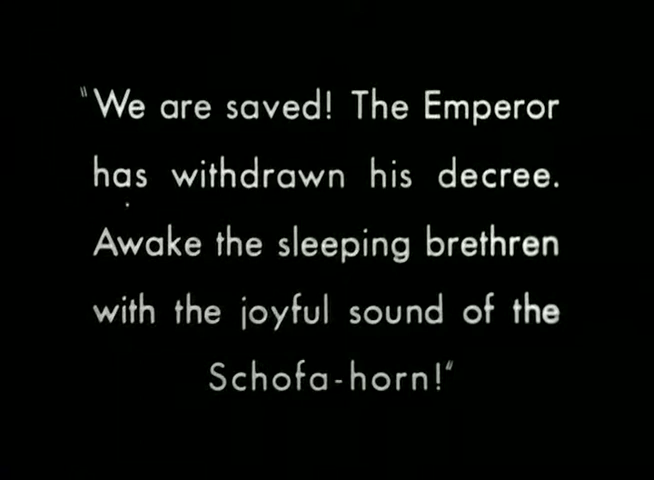 "We are saved! The Emperor
has withdrawn his decree.
Awake the sleeping brethren
with the joyful sound of the
Schofa-horn!"